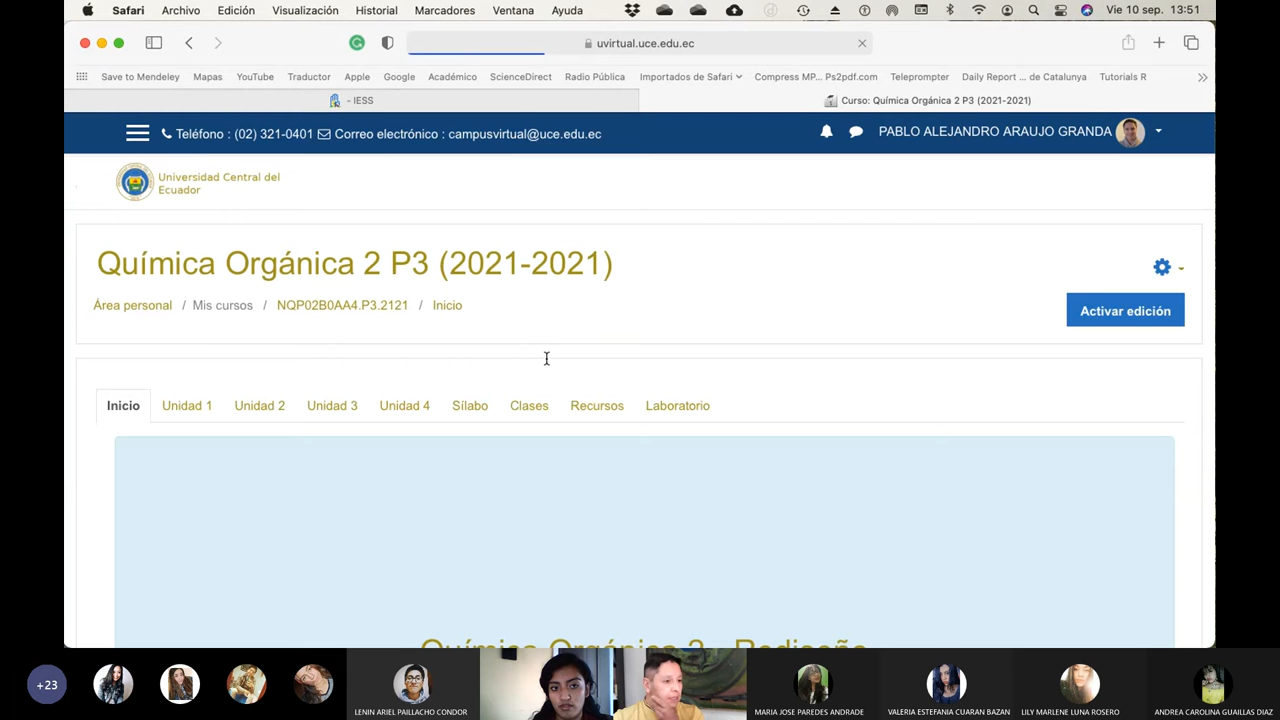 Safari Archivo Edición Visualización Historial Marcadores Ventana Ayuda Vie 10 sep. 13:51
uvirtual.uce.edu.ec
Save to Mendeley Mapas YouTube Traductor Apple Google Académico ScienceDirect Radio Pública Importados de Safari Compress MP... Ps2pdf.com Teleprompter Daily Report ... de Catalunya Tutorials R
- IESS Curso: Química Orgánica 2 P3 (2021-2021)
Teléfono : (02) 321-0401 Correo electrónico : campusvirtual@uce.edu.ec PABLO ALEJANDRO ARAUJO GRANDA
Universidad Central del
Ecuador
Química Orgánica 2 P3 (2021-2021)
Área personal / Mis cursos / NQP02B0AA4.P3.2121 / Inicio
Activar edición
Inicio Unidad 1 Unidad 2 Unidad 3 Unidad 4 Sílabo Clases Recursos Laboratorio
Química Orgánica 2 - Rediseño
+23
LENIN ARIEL PAILLACHO CONDOR MARIA JOSE PAREDES ANDRADE VALERIA ESTEFANIA CUARAN BAZAN LILY MARLENE LUNA ROSERO ANDREA CAROLINA GUAILLAS DIAZ